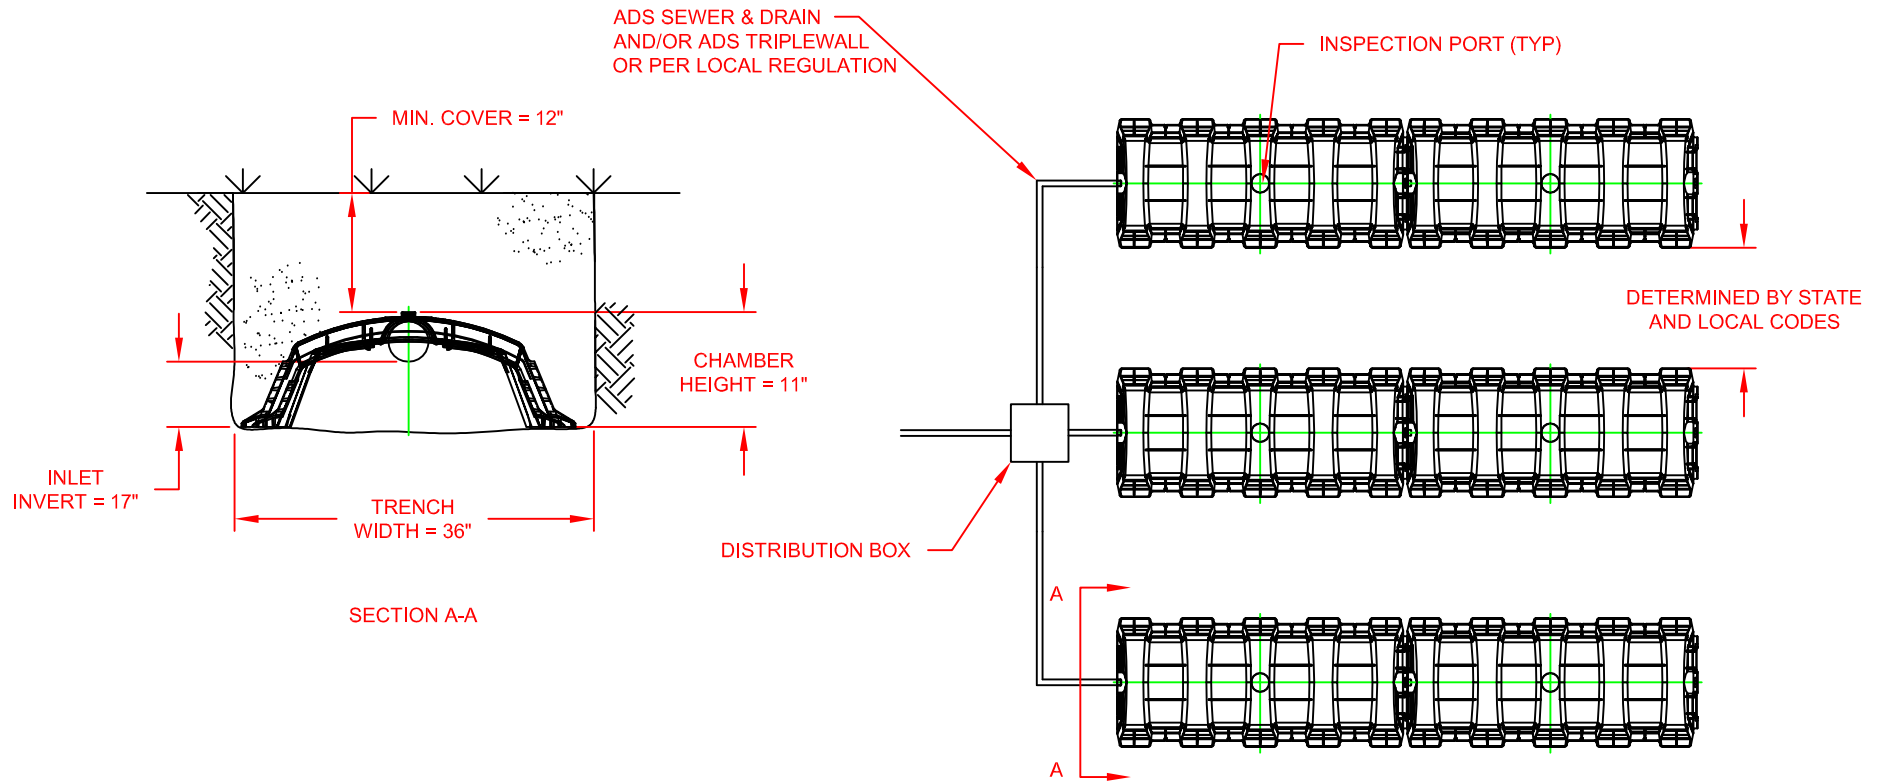 ADS SEWER & DRAIN
AND/OR ADS TRIPLEWALL
OR PER LOCAL REGULATION
INSPECTION PORT (TYP)
MIN. COVER = 12"
DETERMINED BY STATE
AND LOCAL CODES
CHAMBER
HEIGHT = 11"
INLET
INVERT = 17"
TRENCH
WIDTH = 36"
DISTRIBUTION BOX
A
SECTION A-A
A